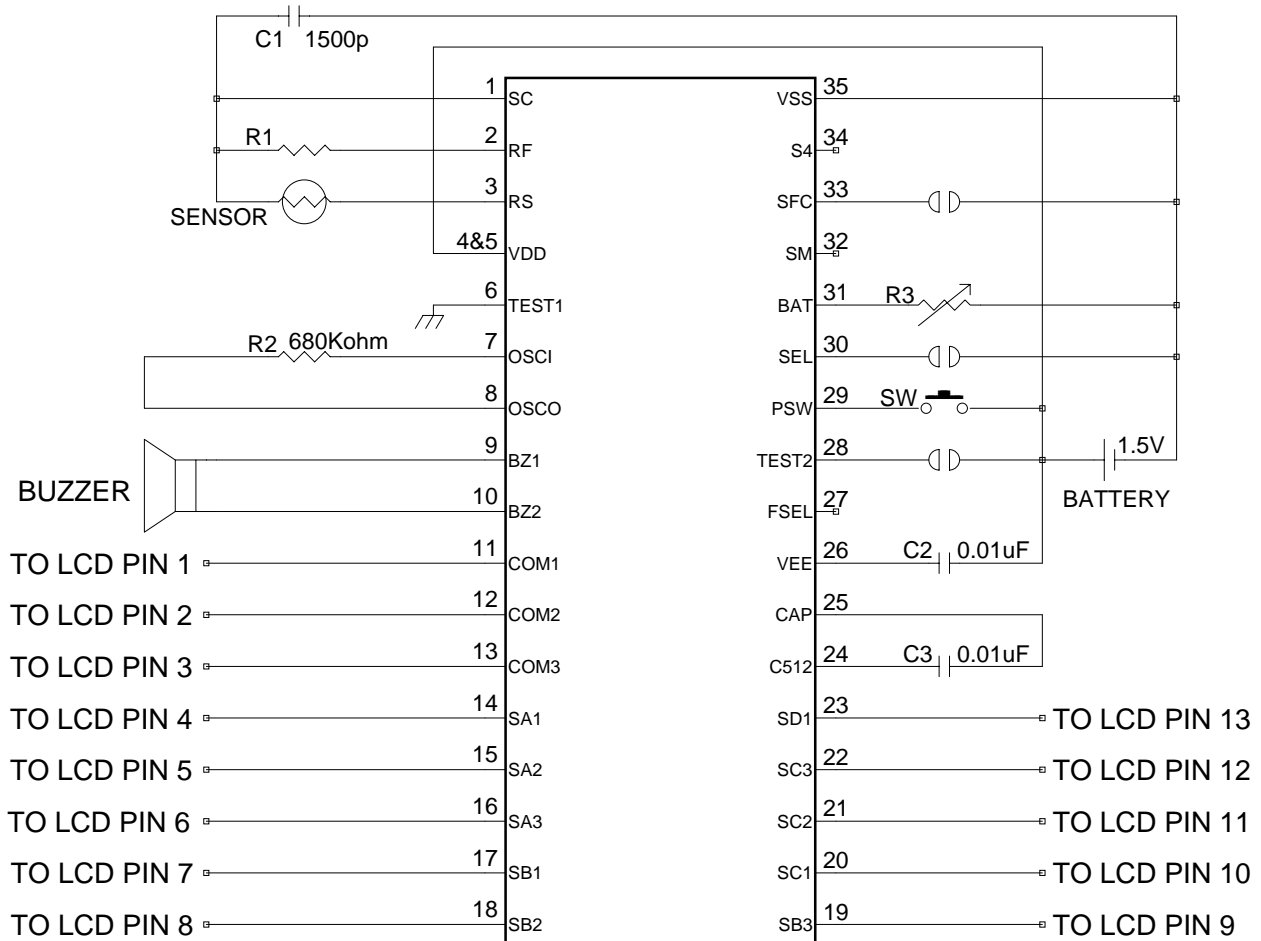 C1 1500p
1 SC VSS 35
R1 2 RF S4 34
SENSOR 3 RS SFC 33
4&5 VDD SM 32
6 TEST1 BAT 31 R3
R2 680Kohm 7 OSCI SEL 30
8 OSCO PSW 29 SW
9 BZ1 TEST2 28 1.5V
BUZZER 10 BZ2 FSEL 27 BATTERY
TO LCD PIN 1 11 COM1 VEE 26 C2 0.01uF
TO LCD PIN 2 12 COM2 CAP 25
TO LCD PIN 3 13 COM3 C512 24 C3 0.01uF
TO LCD PIN 4 14 SA1 SD1 23 TO LCD PIN 13
TO LCD PIN 5 15 SA2 SC3 22 TO LCD PIN 12
TO LCD PIN 6 16 SA3 SC2 21 TO LCD PIN 11
TO LCD PIN 7 17 SB1 SC1 20 TO LCD PIN 10
TO LCD PIN 8 18 SB2 SB3 19 TO LCD PIN 9